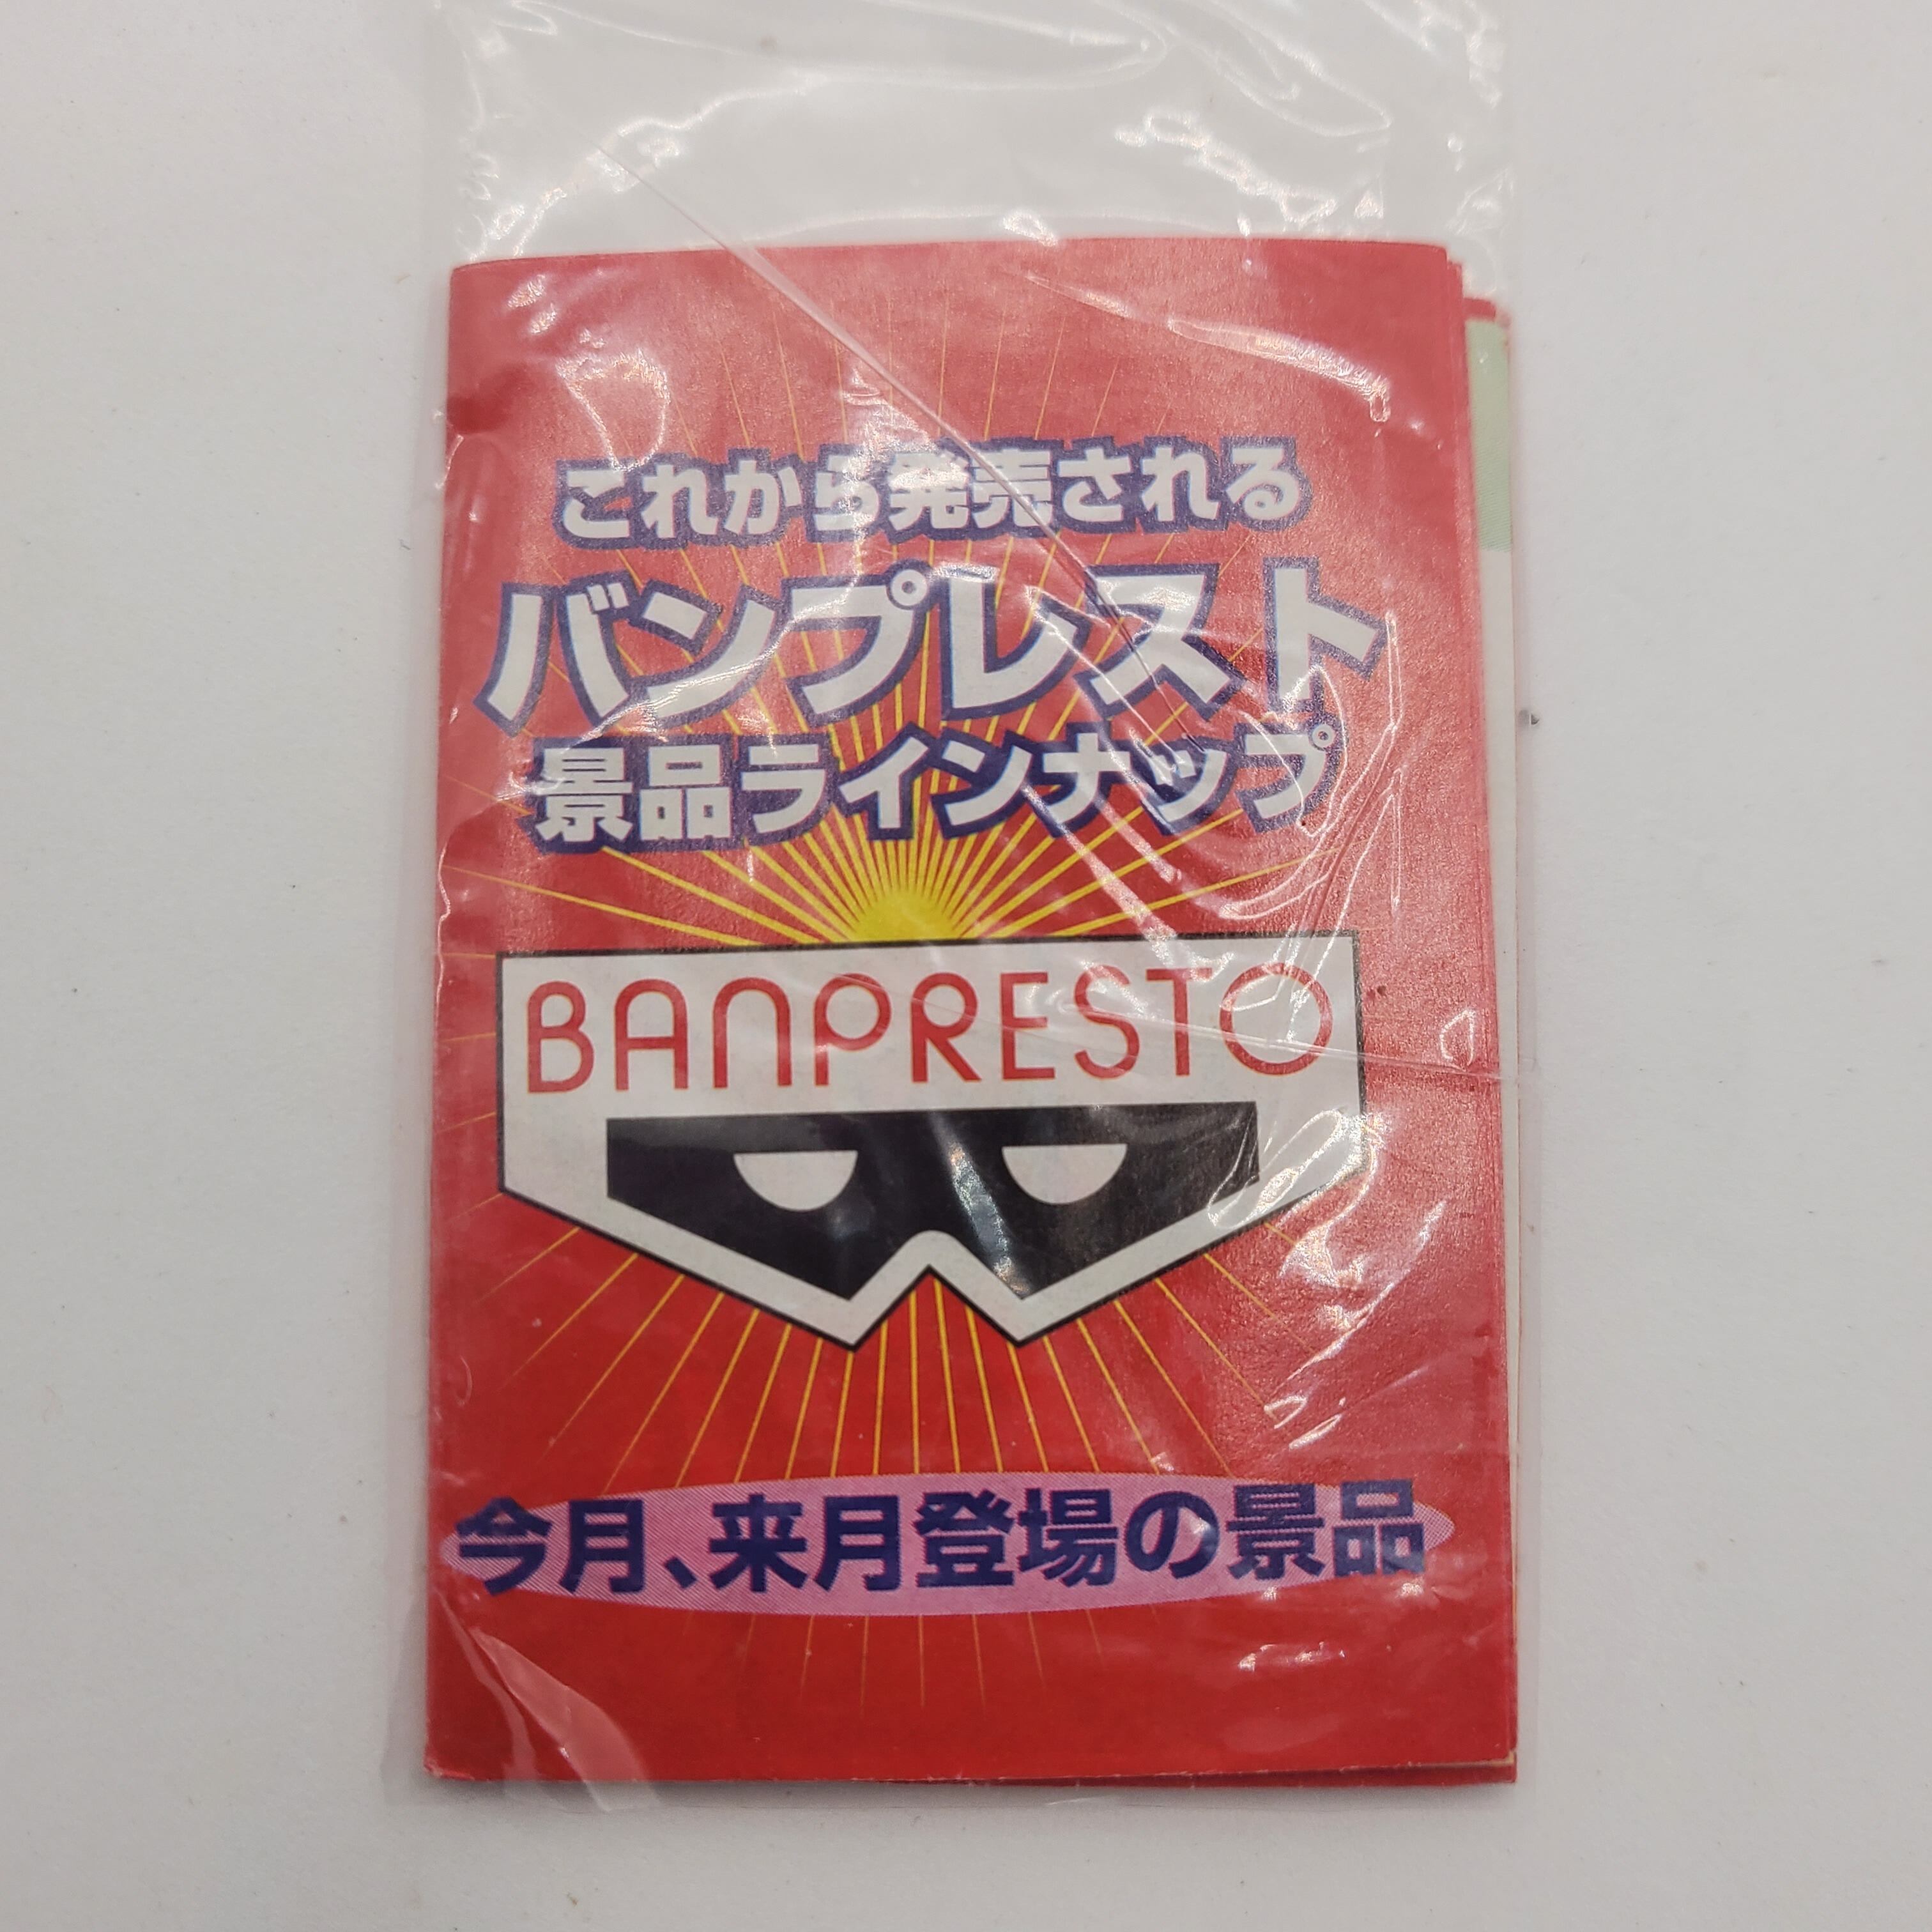 これから発売される
バンプレスト
景品ラインナップ
BANPRESTO
今月、来月登場の景品